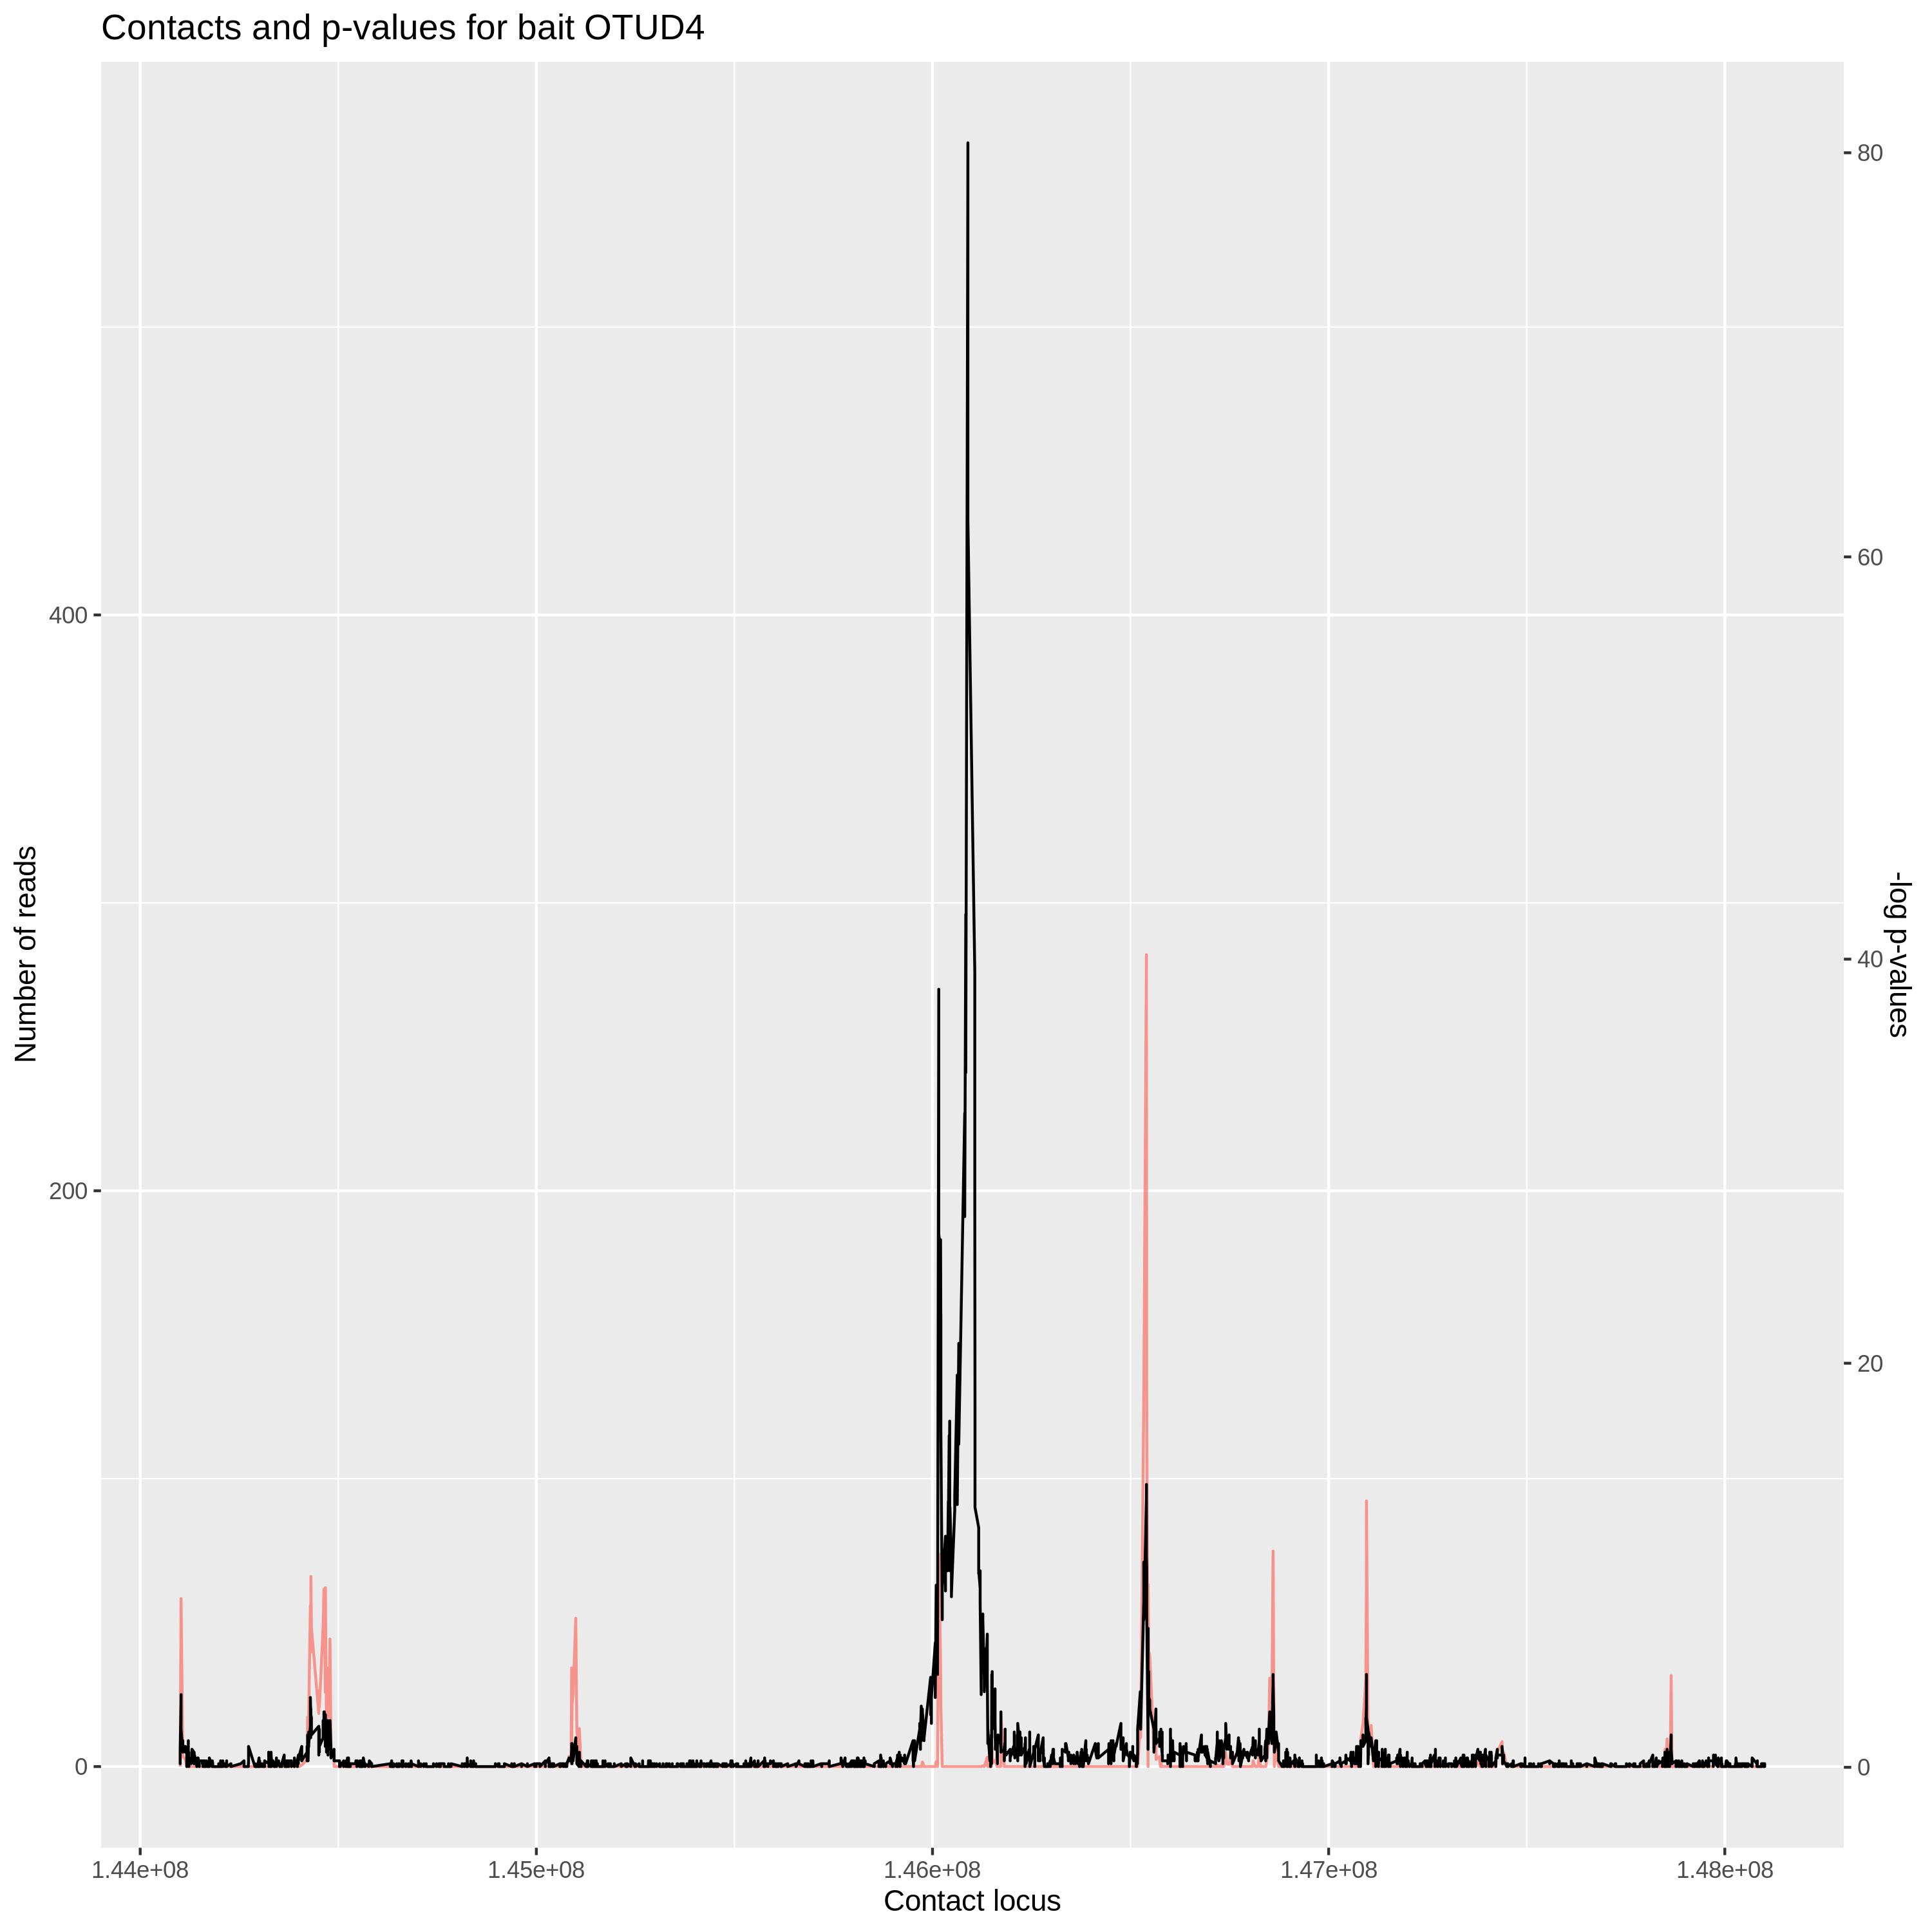 Contacts and p-values for bait OTUD4
80
60
400
40
200
20
0
0
Number of reads
-log p-values
1.44e+08 1.45e+08 1.46e+08 1.47e+08 1.48e+08
Contact locus